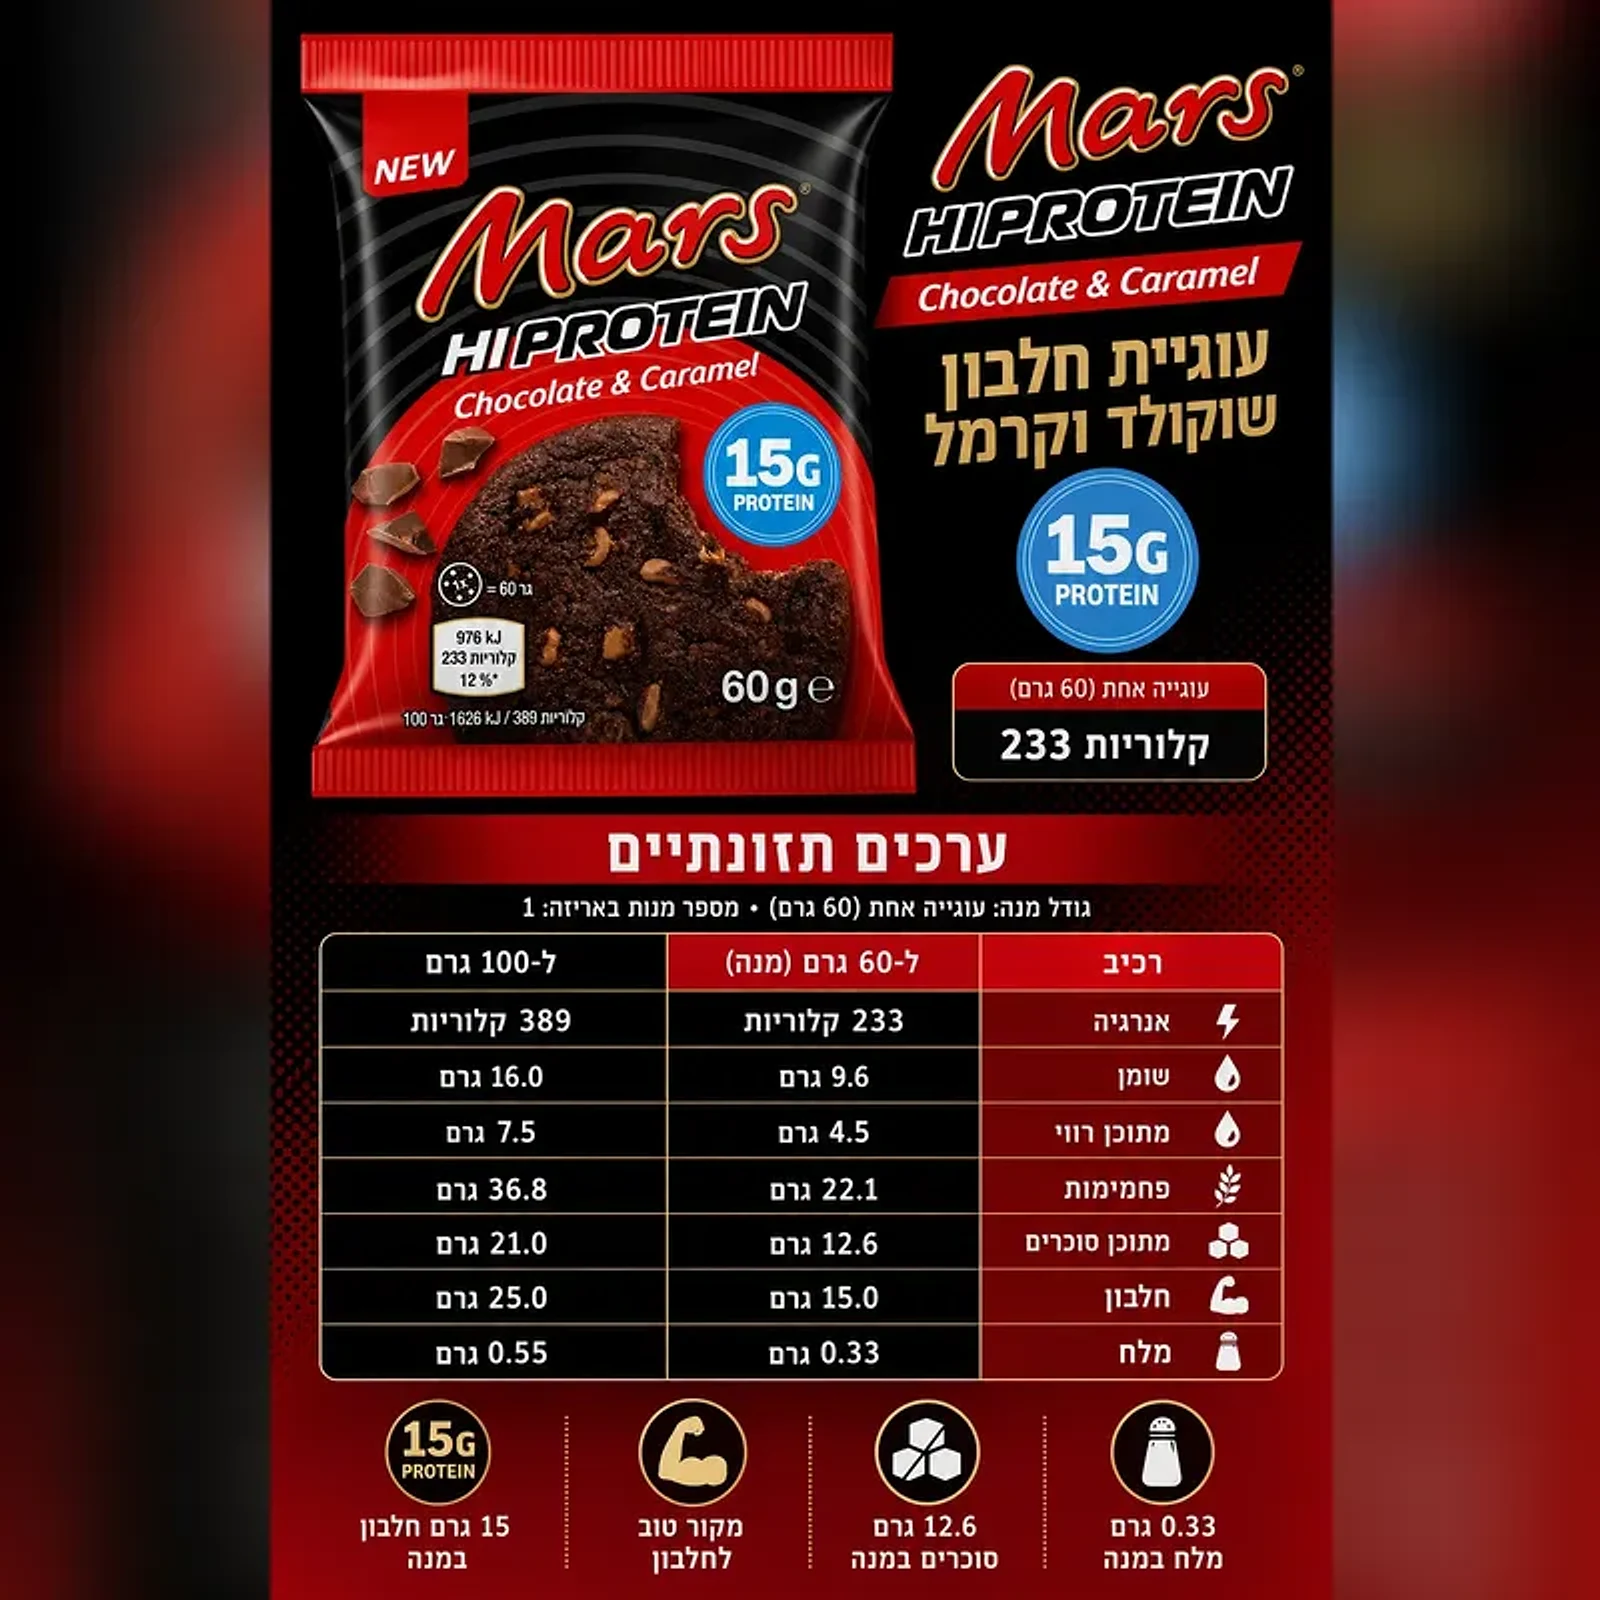 NEW
Mars®
HIPROTEIN
Chocolate & Caramel
15G
PROTEIN
1x
= 60 גר
976 kJ
233 קלוריות
12 %*
100 גר 1626 kJ / 389 קלוריות
60 g ℮
Mars®
HIPROTEIN
Chocolate & Caramel
עוגיית חלבון
שוקולד וקרמל
15G
PROTEIN
עוגייה אחת (60 גרם)
קלוריות 233
ערכים תזונתיים
גודל מנה: עוגייה אחת (60 גרם) • מספר מנות באריזה: 1
רכיב ל-60 גרם (מנה) ל-100 גרם
אנרגיה 233 קלוריות 389 קלוריות
שומן 9.6 גרם 16.0 גרם
מתוכן רווי 4.5 גרם 7.5 גרם
פחמימות 22.1 גרם 36.8 גרם
מתוכן סוכרים 12.6 גרם 21.0 גרם
חלבון 15.0 גרם 25.0 גרם
מלח 0.33 גרם 0.55 גרם
0.33 גרם
מלח במנה
12.6 גרם
סוכרים במנה
מקור טוב
לחלבון
15G
PROTEIN
15 גרם חלבון
במנה